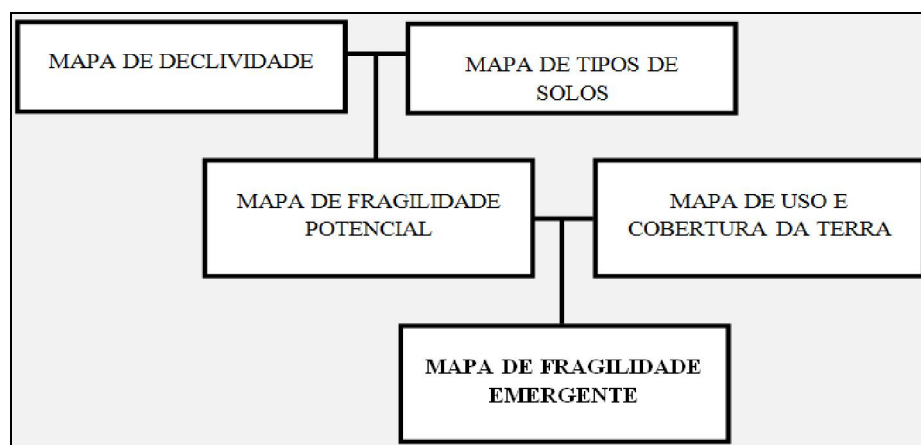 MAPA DE DECLIVIDADE
MAPA DE TIPOS DE
SOLOS
MAPA DE FRAGILIDADE
POTENCIAL
MAPA DE USO E
COBERTURA DA TERRA
MAPA DE FRAGILIDADE
EMERGENTE